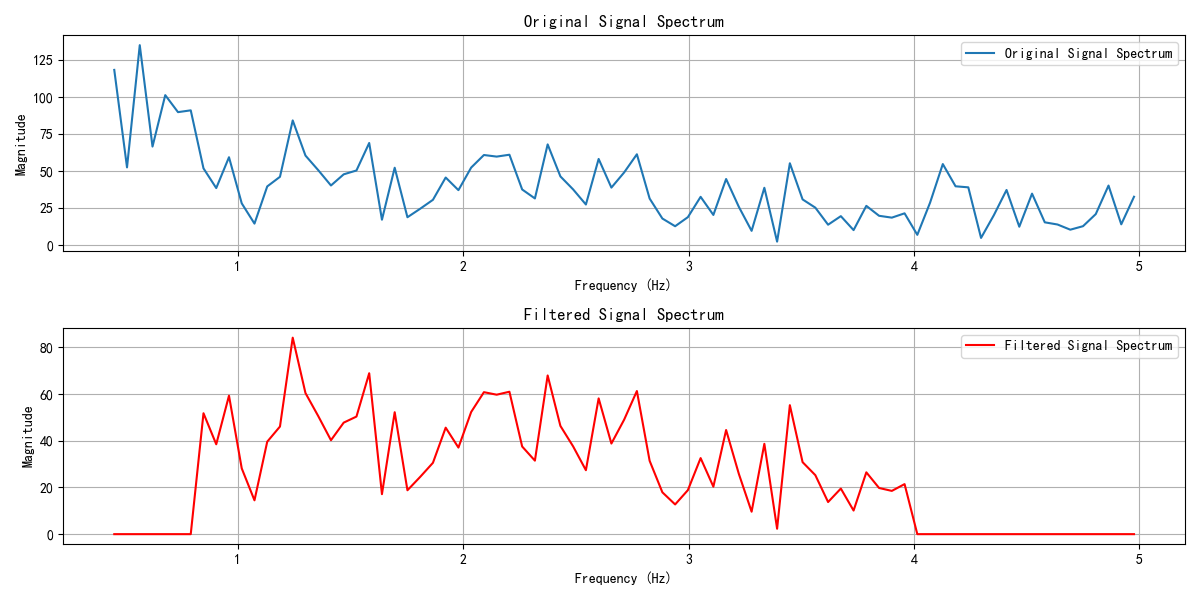 Original Signal Spectrum
Original Signal Spectrum
125
100
75
50
25
0
Magnitude
1 2 3 4 5
Frequency (Hz)
Filtered Signal Spectrum
Filtered Signal Spectrum
80
60
40
20
0
Magnitude
1 2 3 4 5
Frequency (Hz)